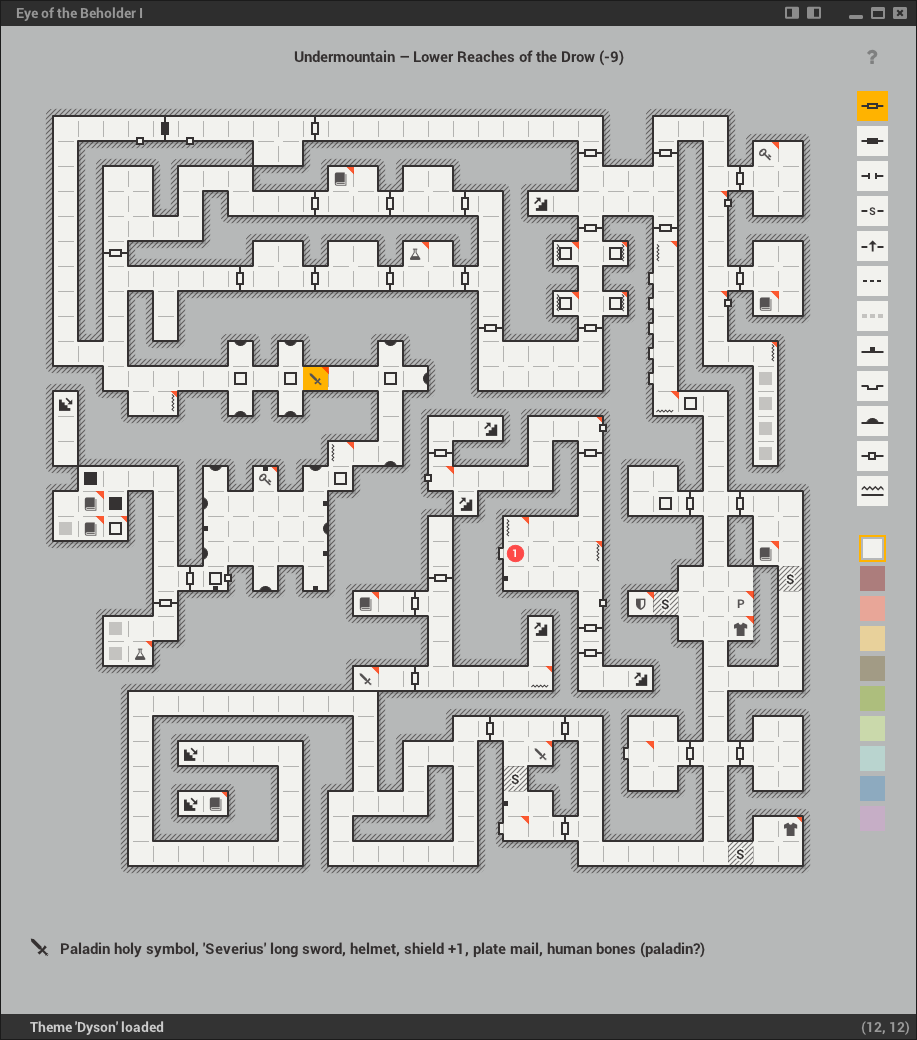 Eye of the Beholder I
Undermountain – Lower Reaches of the Drow (-9)
?
S
1
S
S
P
S
S
Paladin holy symbol, 'Severius' long sword, helmet, shield +1, plate mail, human bones (paladin?)
Theme 'Dyson' loaded
(12, 12)